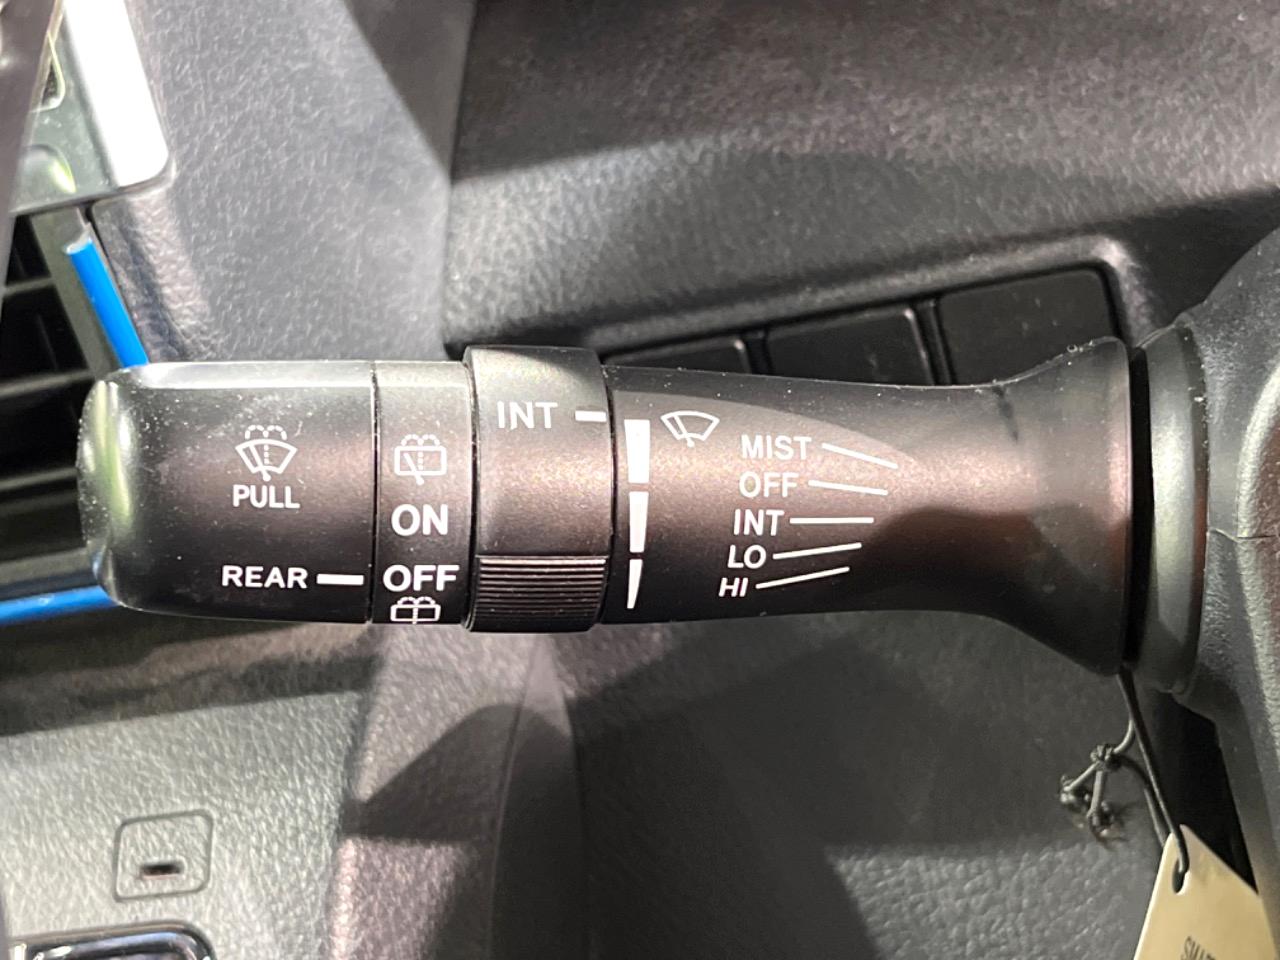 PULL
REAR
ON
OFF
INT
MIST
OFF
INT
LO
HI